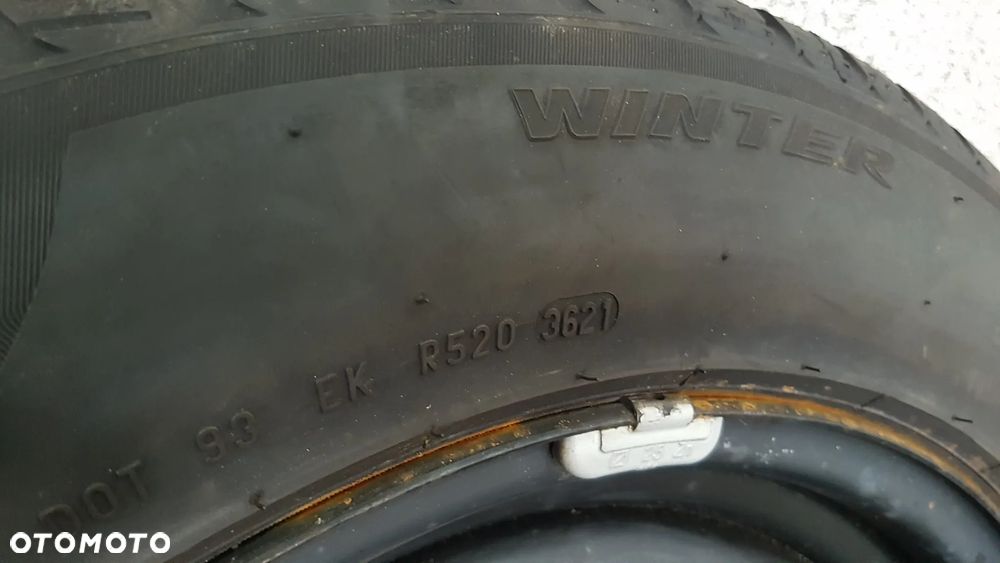 WINTER
DOT 93 EK R520 3621
OTOMOTO